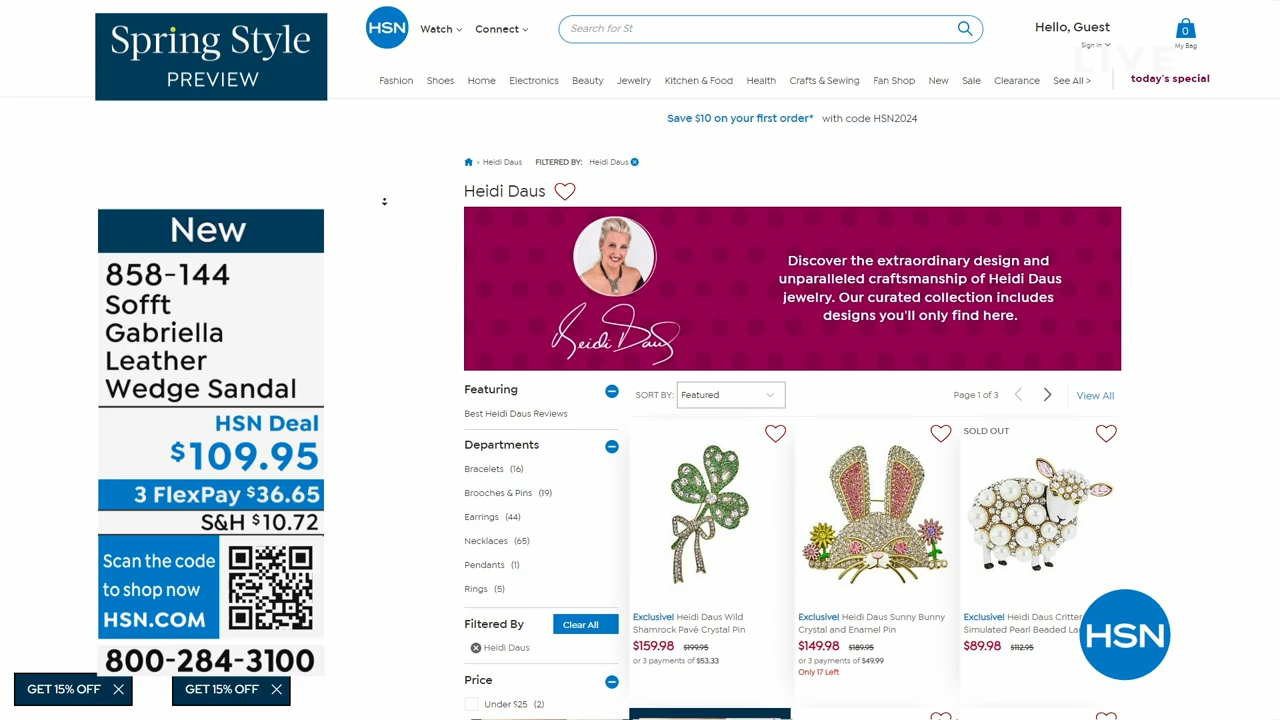 Spring Style
PREVIEW
HSN
Watch
Connect
Search for St
Hello, Guest
Sign In
0
My Bag
LIVE
Fashion
Shoes
Home
Electronics
Beauty
Jewelry
Kitchen & Food
Health
Crafts & Sewing
Fan Shop
New
Sale
Clearance
See All >
today's special
Save $10 on your first order* with code HSN2024
> Heidi Daus FILTERED BY: Heidi Daus
Heidi Daus
Discover the extraordinary design and
unparalleled craftsmanship of Heidi Daus
jewelry. Our curated collection includes
designs you'll only find here.
Heidi Daus
New
858-144
Sofft
Gabriella
Leather
Wedge Sandal
HSN Deal
$109.95
3 FlexPay $36.65
S&H $10.72
Scan the code
to shop now
HSN.COM
800-284-3100
GET 15% OFF
GET 15% OFF
Featuring
Best Heidi Daus Reviews
Departments
Bracelets (16)
Brooches & Pins (19)
Earrings (44)
Necklaces (65)
Pendants (1)
Rings (5)
Filtered By
Clear All
Heidi Daus
Price
Under $25 (2)
SORT BY: Featured
Page 1 of 3
View All
Exclusive! Heidi Daus Wild
Shamrock Pavé Crystal Pin
$159.98 $199.95
or 3 payments of $53.33
Exclusive! Heidi Daus Sunny Bunny
Crystal and Enamel Pin
$149.98 $189.95
or 3 payments of $49.99
Only 17 Left
SOLD OUT
Exclusive! Heidi Daus Critter
Simulated Pearl Beaded La
$89.98 $112.95
HSN